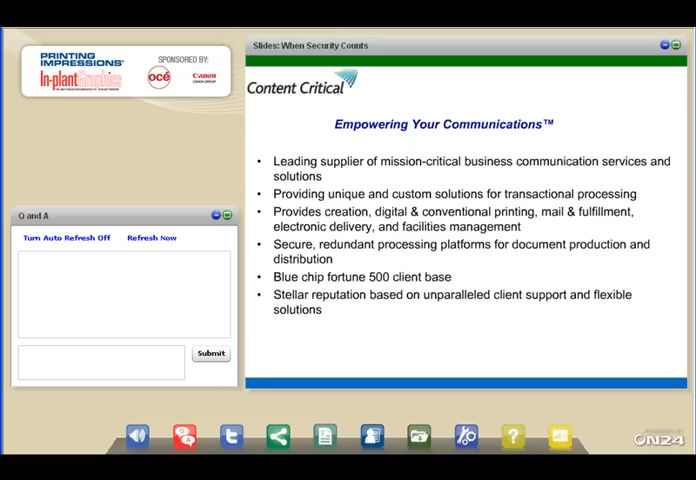 PRINTING
IMPRESSIONS
In-plantGraphics
SPONSORED BY:
océ
Canon
CANON GROUP
Slides: When Security Counts
Content Critical
Empowering Your Communications™
• Leading supplier of mission-critical business communication services and
solutions
• Providing unique and custom solutions for transactional processing
• Provides creation, digital & conventional printing, mail & fulfillment,
electronic delivery, and facilities management
• Secure, redundant processing platforms for document production and
distribution
• Blue chip fortune 500 client base
• Stellar reputation based on unparalleled client support and flexible
solutions
Q and A
Turn Auto Refresh Off Refresh Now
Submit
Q
A
?
POWERED BY
ON24